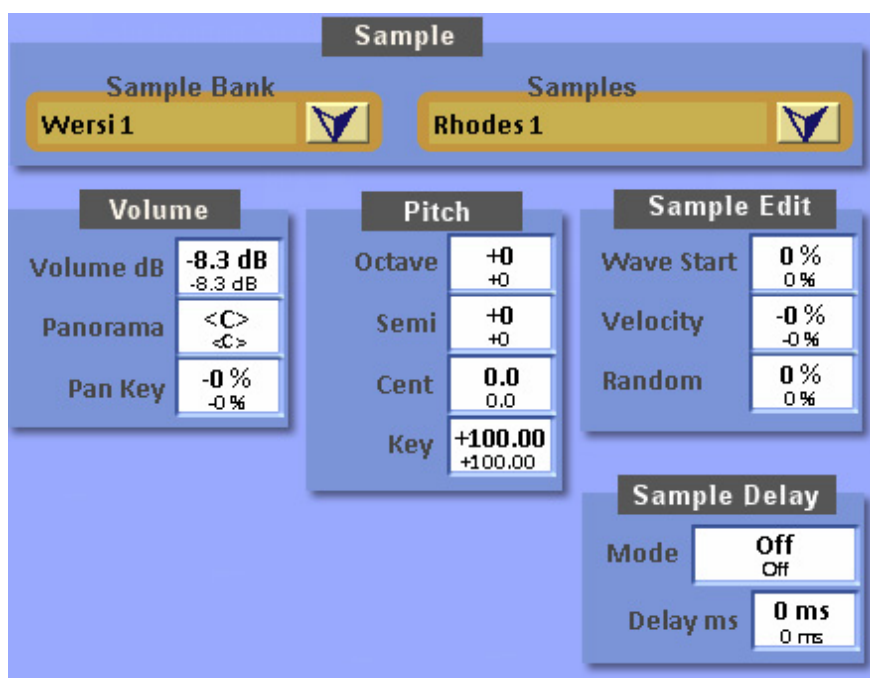 Sample
Sample Bank
Samples
Wersi 1
Rhodes 1
Volume
Volume dB
-8.3 dB
-8.3 dB
Panorama
<C>
<C>
Pan Key
-0 %
-0 %
Pitch
Octave
+0
+0
Semi
+0
+0
Cent
0.0
0.0
Key
+100.00
+100.00
Sample Edit
Wave Start
0 %
0 %
Velocity
-0 %
-0 %
Random
0 %
0 %
Sample Delay
Mode
Off
Off
Delay ms
0 ms
0 ms